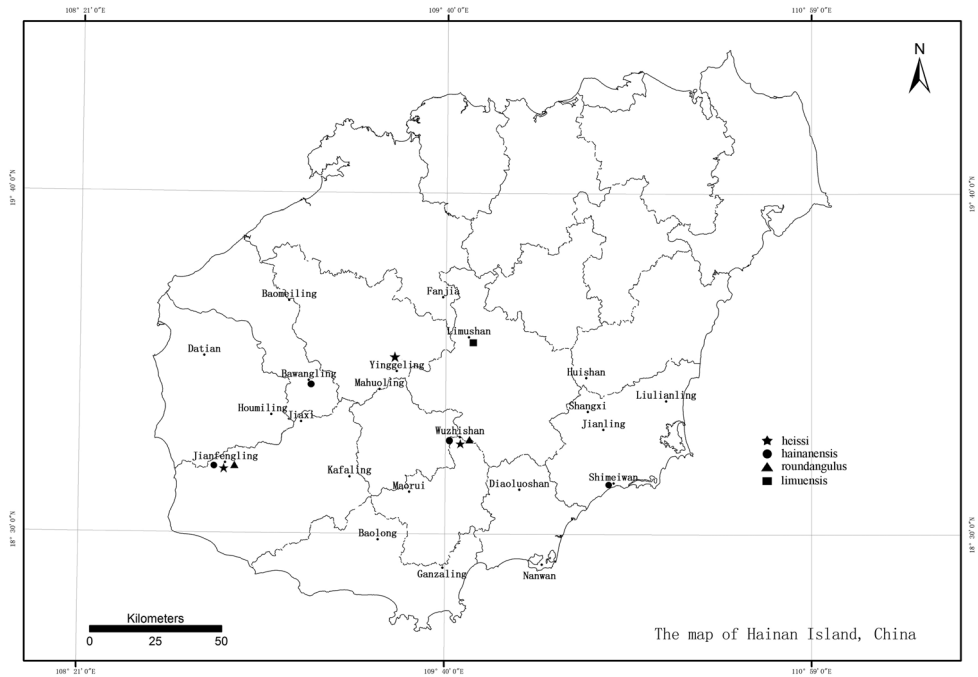 108° 21′ 0″E
109° 40′ 0″E
110° 59′ 0″E
N
19° 40′ 0″N
19° 40′ 0″N
Baomeiling
Fanjia
Limushan
Datian
Yinggeling
Bawangling
Mahuoling
Huishan
Liulianling
Houmiling
Jiaxi
Shangxi
Jianling
Wuzhishan
heissi
hainanensis
roundangulus
limuensis
Jianfengling
Kafaling
Maorui
Diaoluoshan
Shimeiwan
18° 30′ 0″N
18° 30′ 0″N
Baolong
Ganzaling
Nanwan
Kilometers
0 25 50
The map of Hainan Island, China
108° 21′ 0″E
109° 40′ 0″E
110° 59′ 0″E